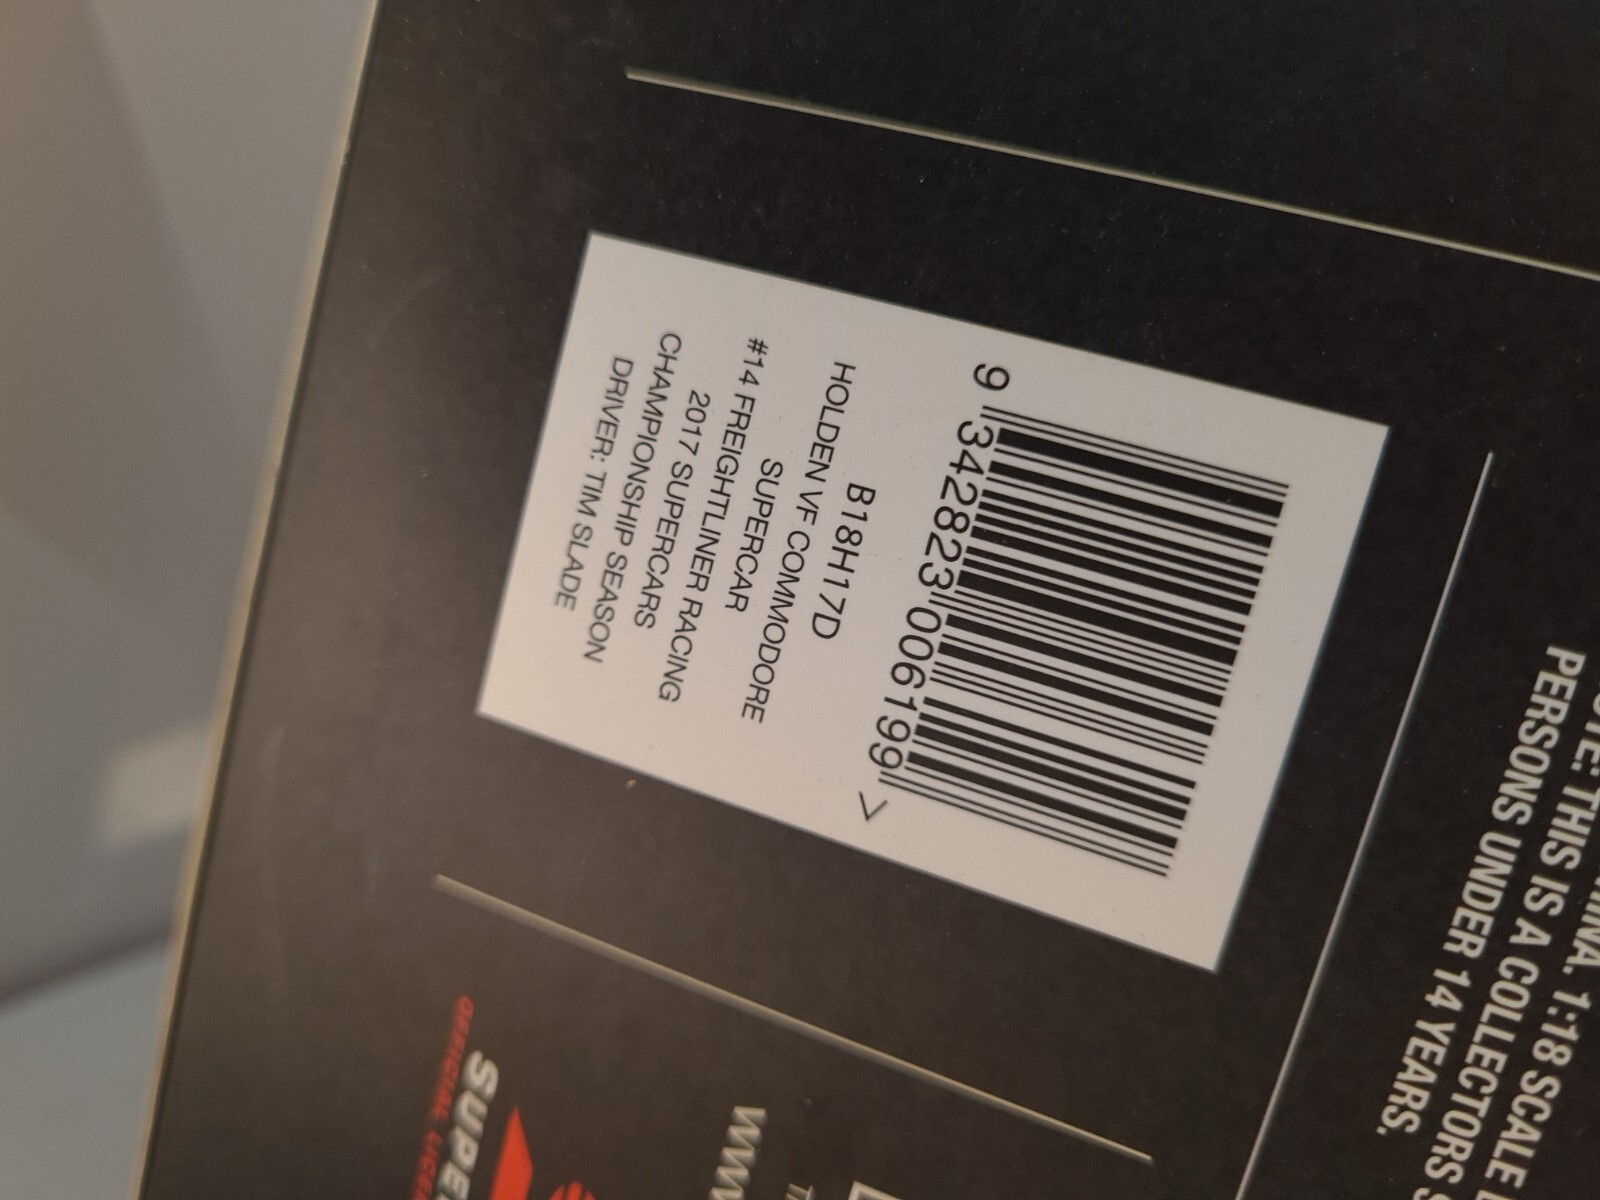 9 342823 006199 >
B18H17D
HOLDEN VF COMMODORE
SUPERCAR
#14 FREIGHTLINER RACING
2017 SUPERCARS
CHAMPIONSHIP SEASON
DRIVER: TIM SLADE
1:18 SCALE
THIS IS A COLLECTORS
PERSONS UNDER 14 YEARS.
OFFICIAL